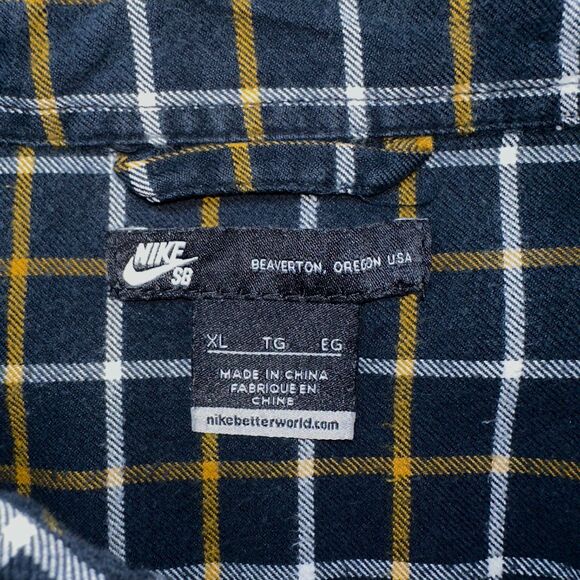 NIKE
SB
BEAVERTON, OREGON USA
XL TG EG
MADE IN CHINA
FABRIQUE EN
CHINE
nikebetterworld.com